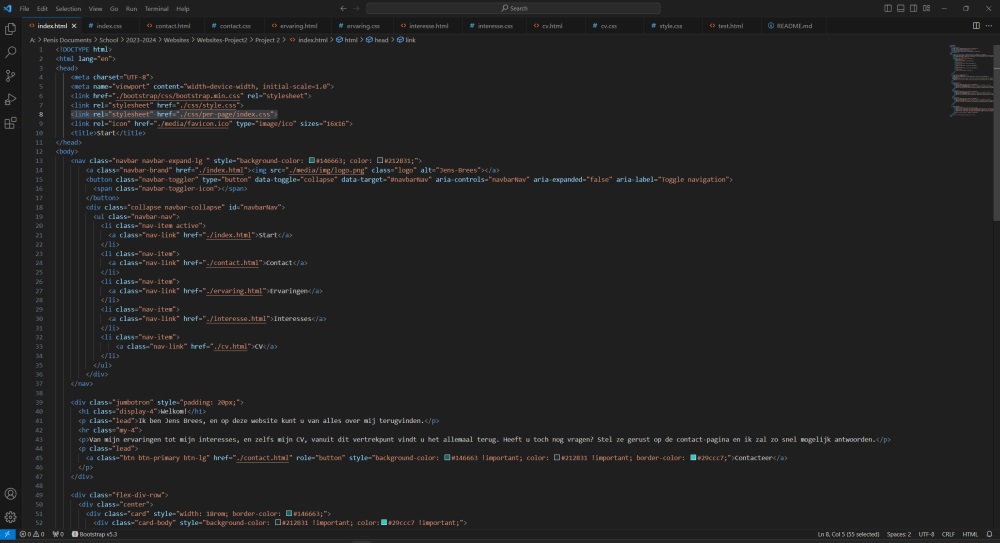 File Edit Selection View Go Run Terminal Help
Search
index.html index.css contact.html contact.css ervaring.html ervaring.css interesse.html interesse.css cv.html cv.css style.css test.html README.md
A: > Penis Documents > School > 2023-2024 > Websites > Websites-Project2 > Project 2 > index.html > html > head > link
1 <!DOCTYPE html>
2 <html lang="en">
3 <head>
4 <meta charset="UTF-8">
5 <meta name="viewport" content="width=device-width, initial-scale=1.0">
6 <link href="./bootstrap/css/bootstrap.min.css" rel="stylesheet">
7 <link rel="stylesheet" href="./css/style.css">
8 <link rel="stylesheet" href="./css/per-page/index.css">
9 <link rel="icon" href="./media/favicon.ico" type="image/ico" sizes="16x16">
10 <title>Start</title>
11 </head>
12 <body>
13 <nav class="navbar navbar-expand-lg " style="background-color: #146663; color: #212831;">
14 <a class="navbar-brand" href="./index.html"><img src="./media/img/logo.png" class="logo" alt="Jens-Brees"></a>
15 <button class="navbar-toggler" type="button" data-toggle="collapse" data-target="#navbarNav" aria-controls="navbarNav" aria-expanded="false" aria-label="Toggle navigation">
16 <span class="navbar-toggler-icon"></span>
17 </button>
18 <div class="collapse navbar-collapse" id="navbarNav">
19 <ul class="navbar-nav">
20 <li class="nav-item active">
21 <a class="nav-link" href="./index.html">Start</a>
22 </li>
23 <li class="nav-item">
24 <a class="nav-link" href="./contact.html">Contact</a>
25 </li>
26 <li class="nav-item">
27 <a class="nav-link" href="./ervaring.html">Ervaringen</a>
28 </li>
29 <li class="nav-item">
30 <a class="nav-link" href="./interesse.html">Interesses</a>
31 </li>
32 <li class="nav-item">
33 <a class="nav-link" href="./cv.html">CV</a>
34 </li>
35 </ul>
36 </div>
37 </nav>
38
39 <div class="jumbotron" style="padding: 20px;">
40 <h1 class="display-4">Welkom!</h1>
41 <p class="lead">Ik ben Jens Brees, en op deze website kunt u van alles over mij terugvinden.</p>
42 <hr class="my-4">
43 <p>Van mijn ervaringen tot mijn interesses, en zelfs mijn CV, vanuit dit vertrekpunt vindt u het allemaal terug. Heeft u toch nog vragen? Stel ze gerust op de contact-pagina en ik zal zo snel mogelijk antwoorden.</p>
44 <p class="lead">
45 <a class="btn btn-primary btn-lg" href="./contact.html" role="button" style="background-color: #146663 !important; color: #212831 !important; border-color: #29ccc7;">Contacteer</a>
46 </p>
47 </div>
48
49 <div class="flex-div-row">
50 <div class="center">
51 <div class="card" style="width: 18rem; border-color: #146663;">
52 <div class="card-body" style="background-color: #212831 !important; color: #29ccc7 !important;">
0 0 0 Bootstrap v5.3 Ln 8, Col 5 (55 selected) Spaces: 2 UTF-8 CRLF HTML